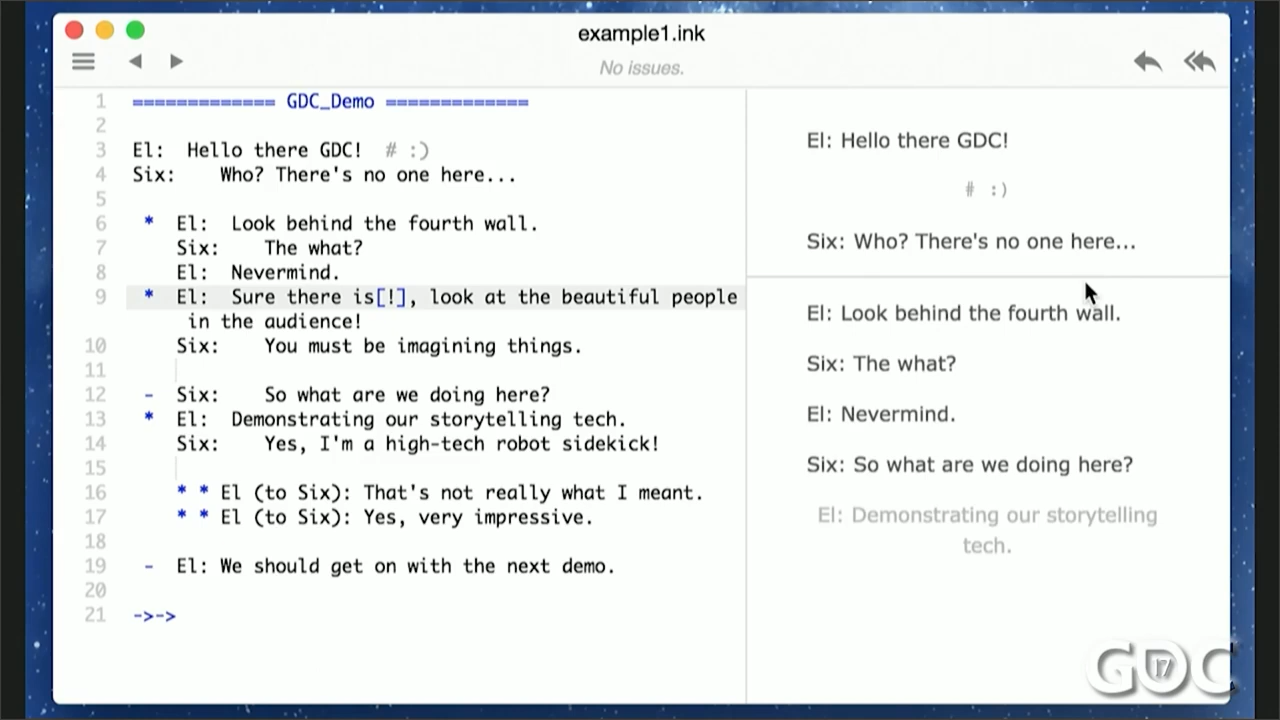 example1.ink
No issues.
1 ============= GDC_Demo =============
2
3 El:  Hello there GDC!  # :)
4 Six:    Who? There's no one here...
5
6 * El:  Look behind the fourth wall.
7 Six:    The what?
8 El:  Nevermind.
9 * El:  Sure there is[!], look at the beautiful people
in the audience!
10 Six:    You must be imagining things.
11
12 - Six:    So what are we doing here?
13 * El:  Demonstrating our storytelling tech.
14 Six:    Yes, I'm a high-tech robot sidekick!
15
16 * * El (to Six): That's not really what I meant.
17 * * El (to Six): Yes, very impressive.
18
19 - El: We should get on with the next demo.
20
21 ->->
El: Hello there GDC!
# :)
Six: Who? There's no one here...
El: Look behind the fourth wall.
Six: The what?
El: Nevermind.
Six: So what are we doing here?
El: Demonstrating our storytelling
tech.
GDC 17